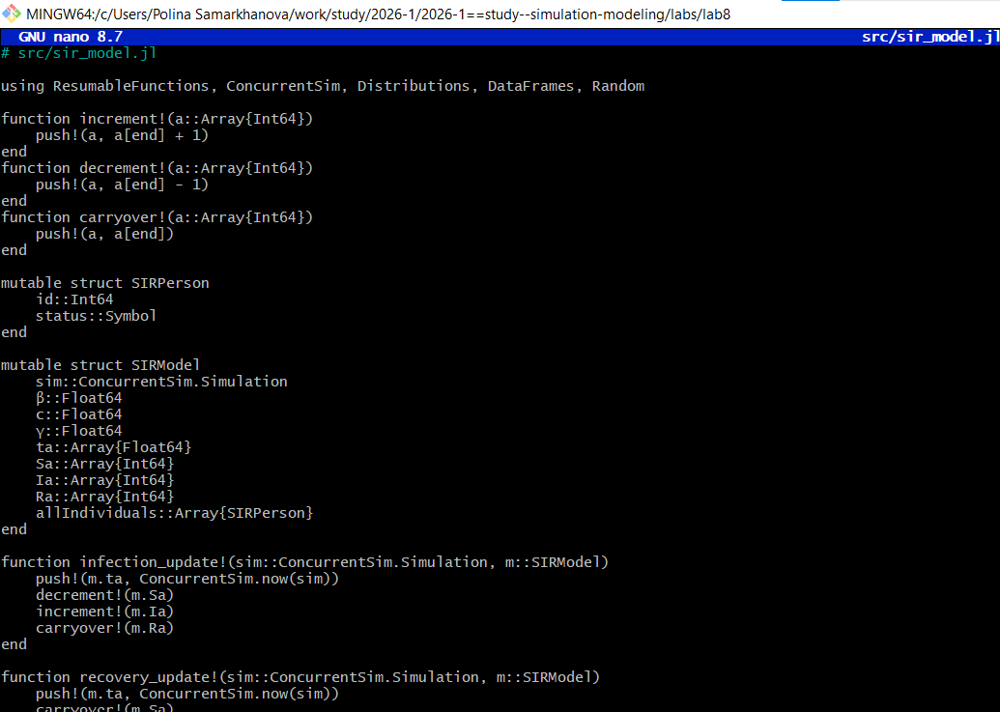 MINGW64:/c/Users/Polina Samarkhanova/work/study/2026-1/2026-1==study--simulation-modeling/labs/lab8
GNU nano 8.7 src/sir_model.jl
# src/sir_model.jl
using ResumableFunctions, ConcurrentSim, Distributions, DataFrames, Random
function increment!(a::Array{Int64})
    push!(a, a[end] + 1)
end
function decrement!(a::Array{Int64})
    push!(a, a[end] - 1)
end
function carryover!(a::Array{Int64})
    push!(a, a[end])
end
mutable struct SIRPerson
    id::Int64
    status::Symbol
end
mutable struct SIRModel
    sim::ConcurrentSim.Simulation
    β::Float64
    c::Float64
    γ::Float64
    ta::Array{Float64}
    Sa::Array{Int64}
    Ia::Array{Int64}
    Ra::Array{Int64}
    allIndividuals::Array{SIRPerson}
end
function infection_update!(sim::ConcurrentSim.Simulation, m::SIRModel)
    push!(m.ta, ConcurrentSim.now(sim))
    decrement!(m.Sa)
    increment!(m.Ia)
    carryover!(m.Ra)
end
function recovery_update!(sim::ConcurrentSim.Simulation, m::SIRModel)
    push!(m.ta, ConcurrentSim.now(sim))
    carryover!(m.Sa)